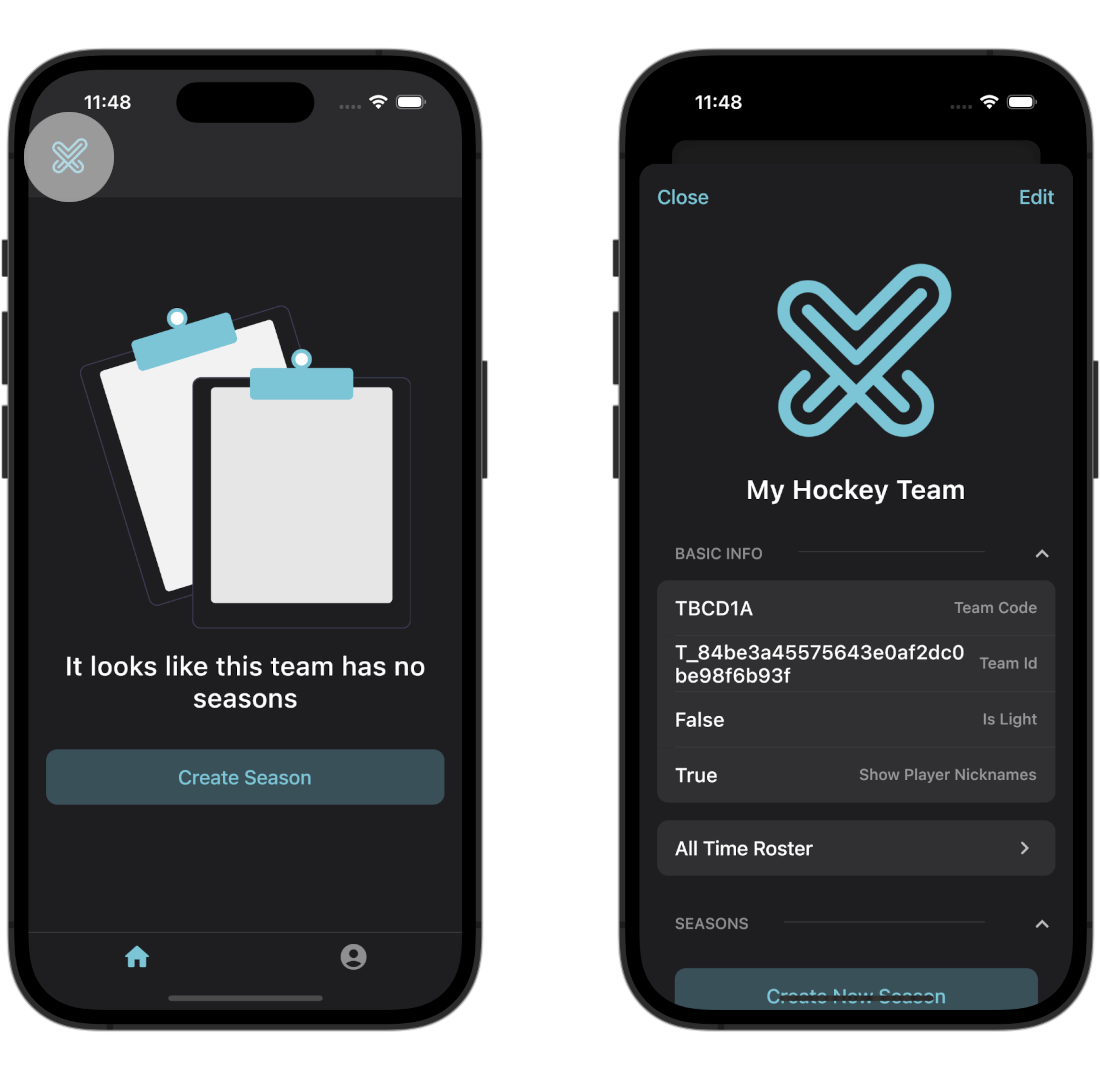 11:48
It looks like this team has no
seasons
Create Season
11:48
Close
Edit
My Hockey Team
BASIC INFO
TBCD1A
Team Code
T_84be3a45575643e0af2dc0
be98f6b93f
Team Id
False
Is Light
True
Show Player Nicknames
All Time Roster
SEASONS
Create New Season